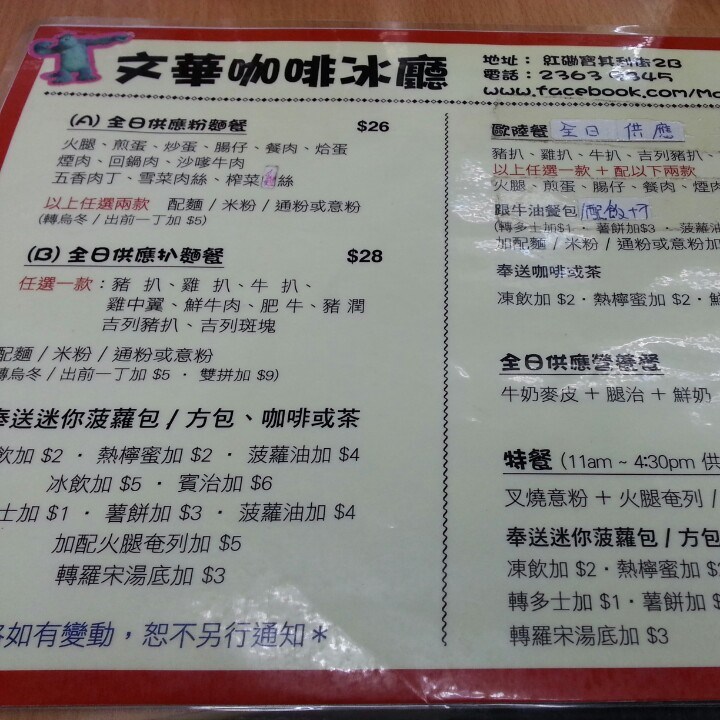 文華咖啡冰廳
地址： 紅磡寶其利街2B
電話：2363 6345
www.facebook.com/Mo
(A) 全日供應粉麵餐 $26
火腿、煎蛋、炒蛋、腸仔、餐肉、烚蛋
煙肉、回鍋肉、沙嗲牛肉
五香肉丁、雪菜肉絲、榨菜肉絲
以上任選兩款 配麵 / 米粉 / 通粉或意粉
(轉烏冬 / 出前一丁加 $5)
(B) 全日供應扒麵餐 $28
任選一款：豬 扒、雞 扒、牛 扒、
雞中翼、鮮牛肉、肥 牛、豬 潤
吉列豬扒、吉列斑塊
配麵 / 米粉 / 通粉或意粉
轉烏冬 / 出前一丁加 $5 · 雙拼加 $9)
奉送迷你菠蘿包 / 方包、咖啡或茶
飲加 $2 · 熱檸蜜加 $2 · 菠蘿油加 $4
冰飲加 $5 · 賓治加 $6
士加 $1 · 薯餅加 $3 · 菠蘿油加 $4
加配火腿奄列加 $5
轉羅宋湯底加 $3
如有變動，恕不另行通知＊
歐陸餐 全日 供應
豬扒、雞扒、牛扒、吉列豬扒、
以上任選一款 + 配以下兩款
火腿、煎蛋、腸仔、餐肉、煙肉
跟牛油餐包
(轉多士加$1 · 薯餅加$3 · 菠蘿油
加配麵 / 米粉 / 通粉或意粉加
奉送咖啡或茶
凍飲加 $2 · 熱檸蜜加 $2 · 鮮
全日供應營養餐
牛奶麥皮 + 腿治 + 鮮奶
特餐 (11am ~ 4:30pm 供
叉燒意粉 + 火腿奄列 /
奉送迷你菠蘿包 / 方包
凍飲加 $2 · 熱檸蜜加 $
轉多士加 $1 · 薯餅加 $
轉羅宋湯底加 $3